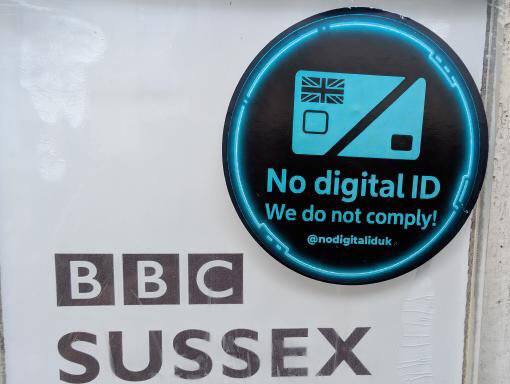 No digital ID
We do not comply!
@nodigitaliduk
BBC
SUSSEX